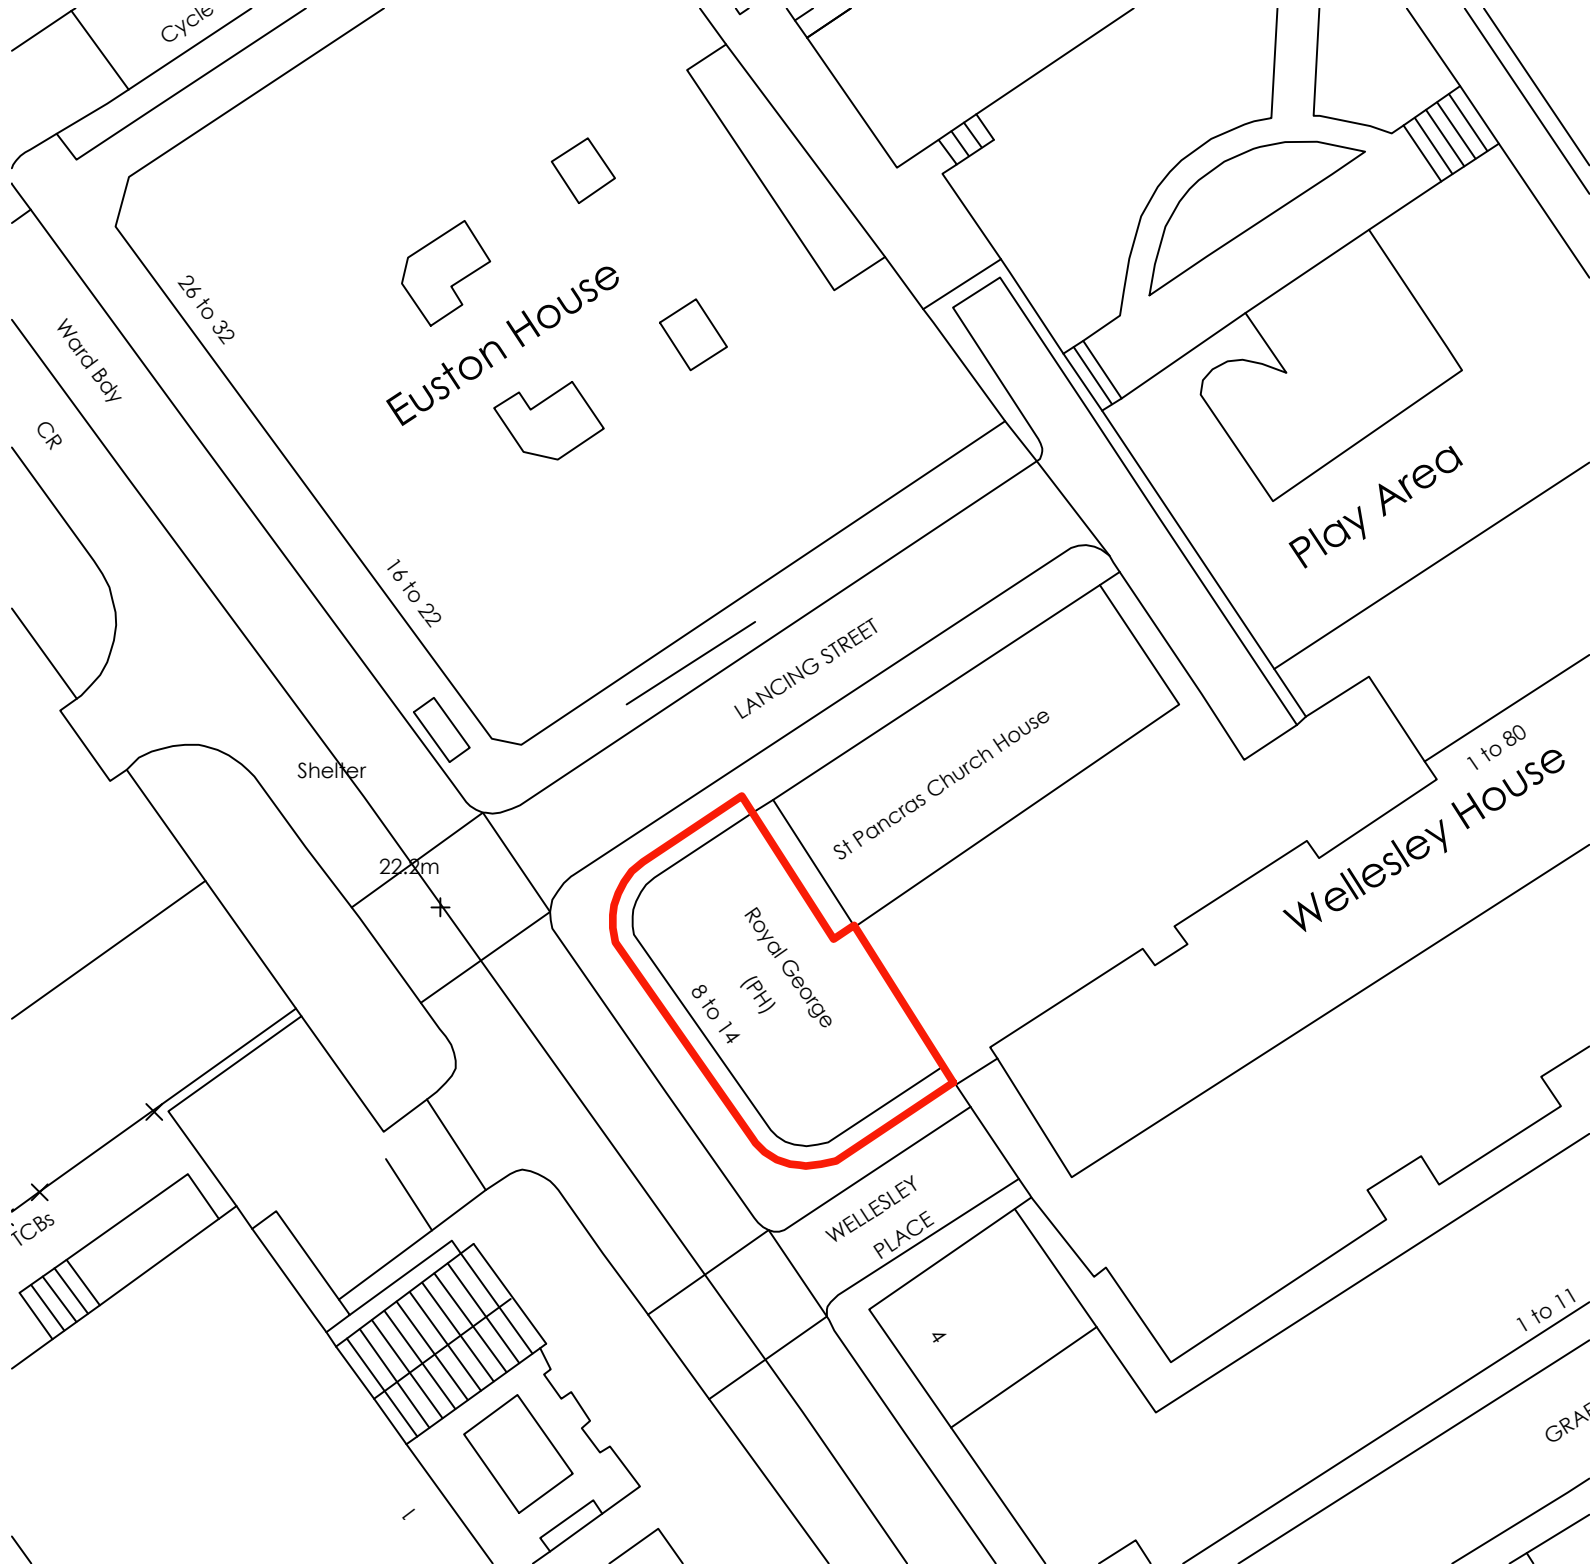 Cycle
26 to 32
Euston House
Ward Bdy
CR
Play Area
16 to 22
LANCING STREET
St Pancras Church House
1 to 80
Wellesley House
Shelter
22.2m
Royal George
(PH)
8 to 14
WELLESLEY
PLACE
TCBs
4
1 to 11
1